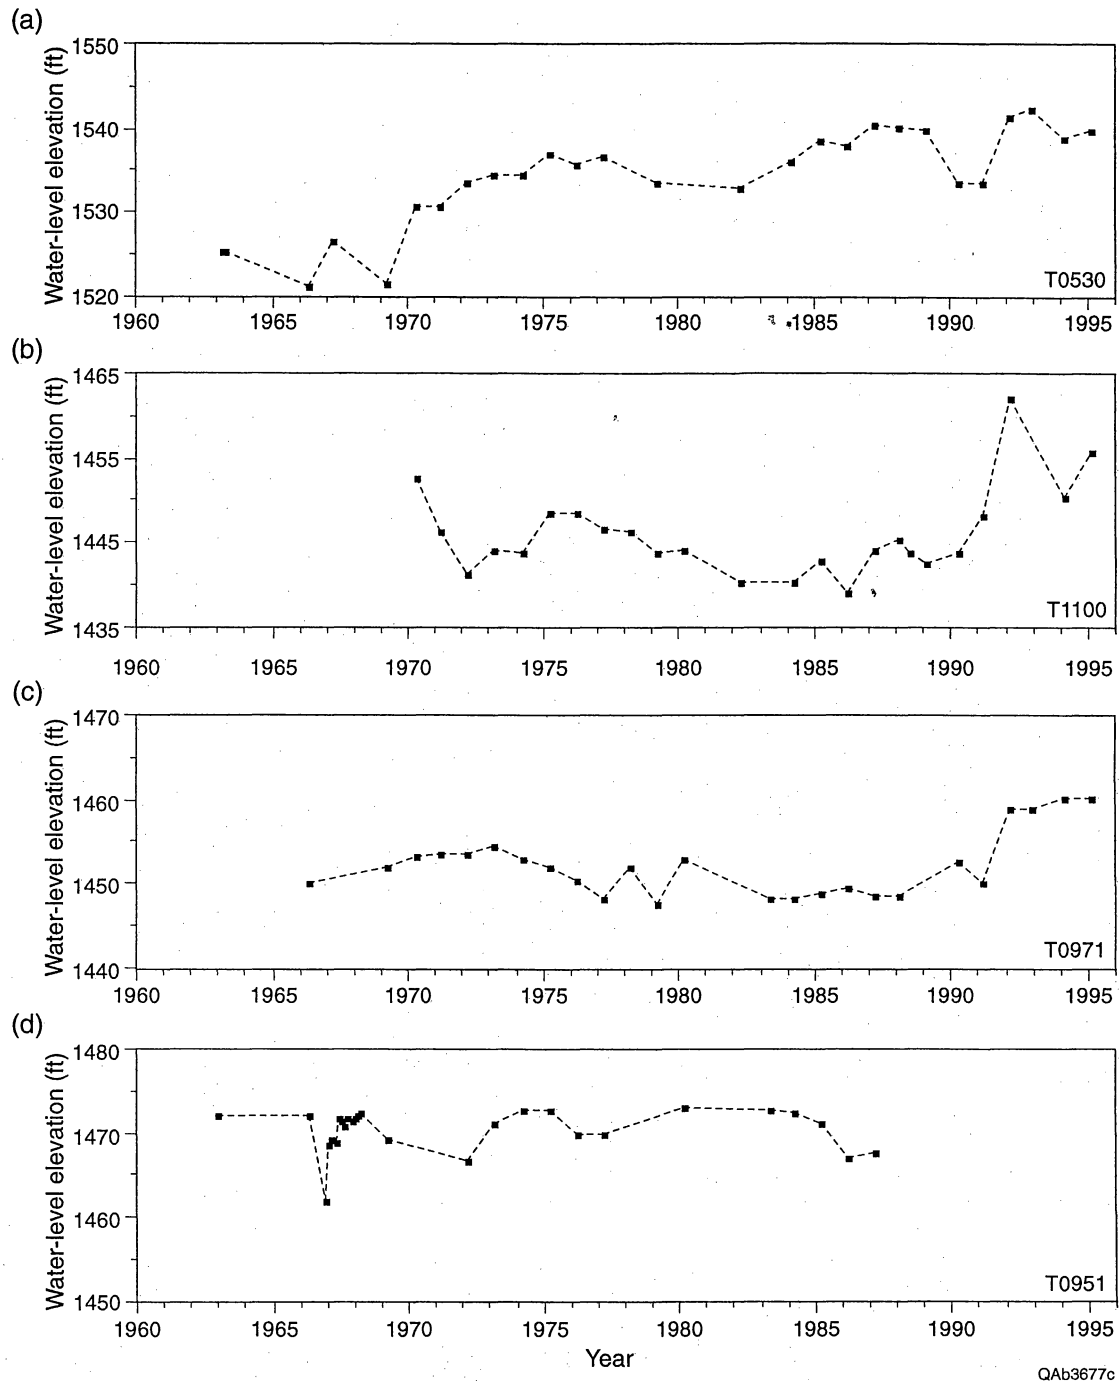 (a)
Water-level elevation (ft)
1550
1540
1530
1520
T0530
1960 1965 1970 1975 1980 1985 1990 1995
(b)
Water-level elevation (ft)
1465
1455
1445
1435
T1100
1960 1965 1970 1975 1980 1985 1990 1995
(c)
Water-level elevation (ft)
1470
1460
1450
1440
T0971
1960 1965 1970 1975 1980 1985 1990 1995
(d)
Water-level elevation (ft)
1480
1470
1460
1450
T0951
1960 1965 1970 1975 1980 1985 1990 1995
Year
QAb3677c